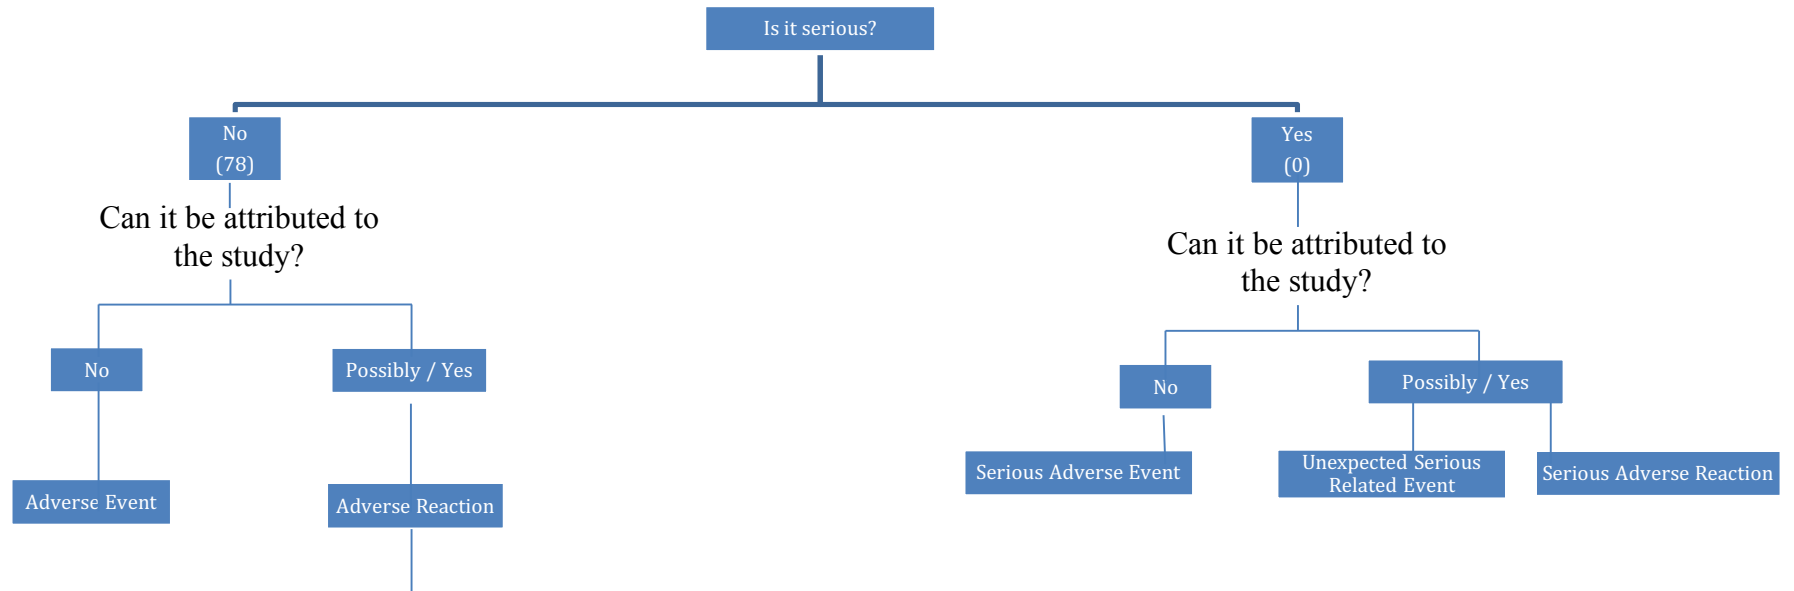 Is it serious?
No
(78)
Yes
(0)
Can it be attributed to
the study?
Can it be attributed to
the study?
No
Possibly / Yes
No
Possibly / Yes
Adverse Event
Adverse Reaction
Serious Adverse Event
Unexpected Serious
Related Event
Serious Adverse Reaction